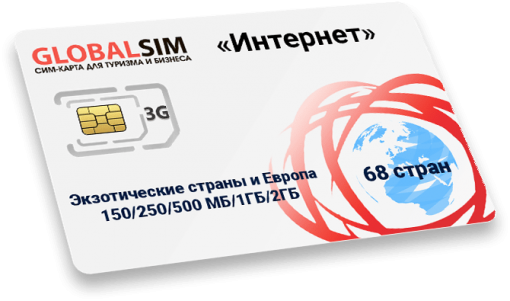 GLOBALSIM
СИМ-КАРТА ДЛЯ ТУРИЗМА И БИЗНЕСА
«Интернет»
3G
Экзотические страны и Европа
150/250/500 МБ/1ГБ/2ГБ
68 стран